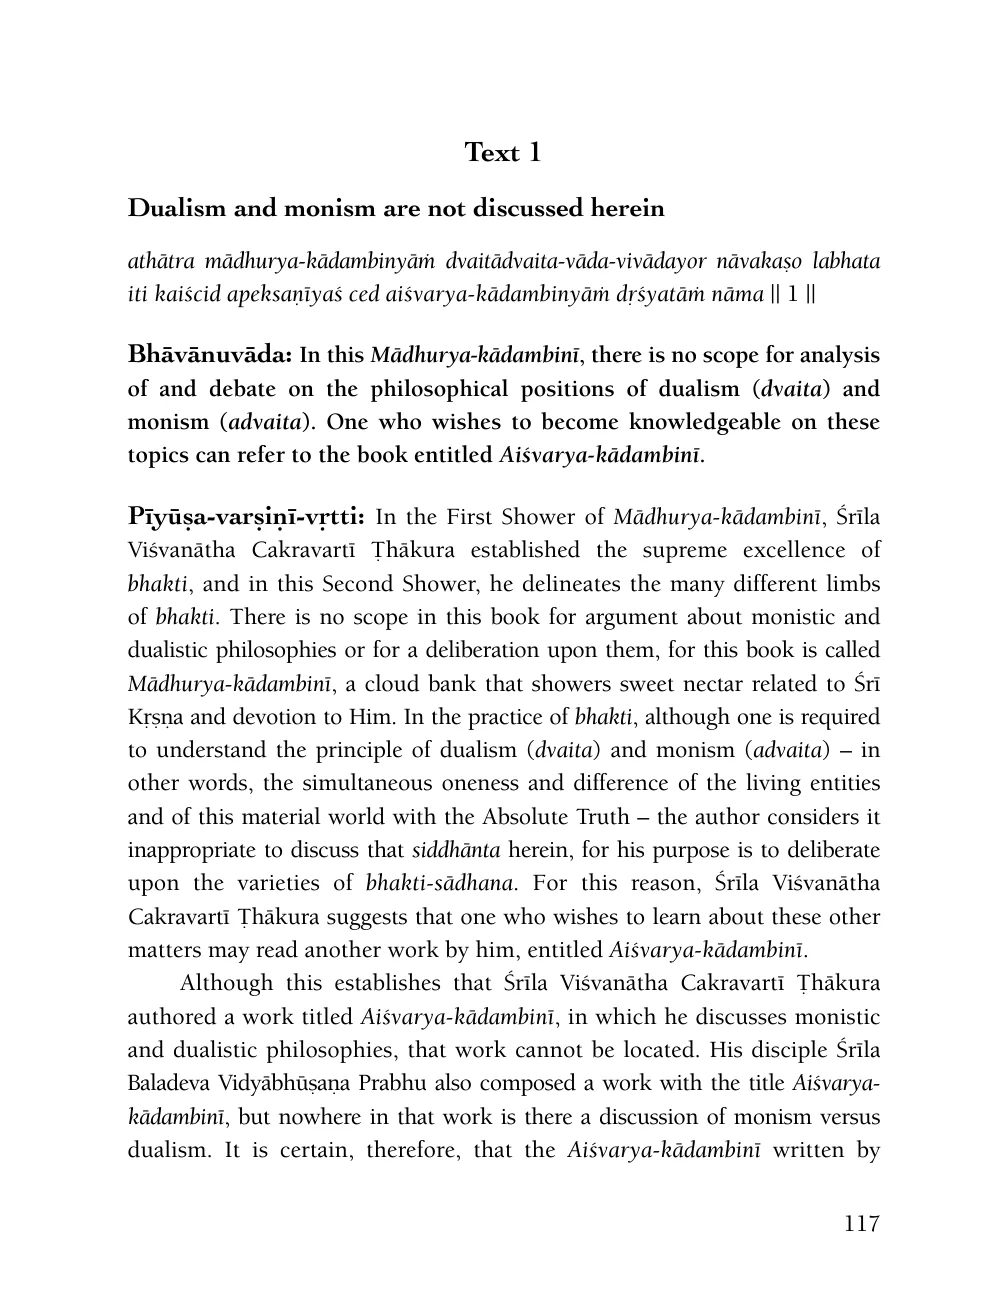 Text 1
Dualism and monism are not discussed herein
athātra mādhurya-kādambinyāṁ dvaitādvaita-vāda-vivādayor nāvakaṣo labhata
iti kaiścid apeksaṇīyaś ced aiśvarya-kādambinyāṁ dṛśyatāṁ nāma || 1 ||
Bhāvānuvāda: In this Mādhurya-kādambinī, there is no scope for analysis
of and debate on the philosophical positions of dualism (dvaita) and
monism (advaita). One who wishes to become knowledgeable on these
topics can refer to the book entitled Aiśvarya-kādambinī.
Pīyūṣa-varṣiṇī-vṛtti: In the First Shower of Mādhurya-kādambinī, Śrīla
Viśvanātha Cakravartī Ṭhākura established the supreme excellence of
bhakti, and in this Second Shower, he delineates the many different limbs
of bhakti. There is no scope in this book for argument about monistic and
dualistic philosophies or for a deliberation upon them, for this book is called
Mādhurya-kādambinī, a cloud bank that showers sweet nectar related to Śrī
Kṛṣṇa and devotion to Him. In the practice of bhakti, although one is required
to understand the principle of dualism (dvaita) and monism (advaita) – in
other words, the simultaneous oneness and difference of the living entities
and of this material world with the Absolute Truth – the author considers it
inappropriate to discuss that siddhānta herein, for his purpose is to deliberate
upon the varieties of bhakti-sādhana. For this reason, Śrīla Viśvanātha
Cakravartī Ṭhākura suggests that one who wishes to learn about these other
matters may read another work by him, entitled Aiśvarya-kādambinī.
Although this establishes that Śrīla Viśvanātha Cakravartī Ṭhākura
authored a work titled Aiśvarya-kādambinī, in which he discusses monistic
and dualistic philosophies, that work cannot be located. His disciple Śrīla
Baladeva Vidyābhūṣaṇa Prabhu also composed a work with the title Aiśvarya-
kādambinī, but nowhere in that work is there a discussion of monism versus
dualism. It is certain, therefore, that the Aiśvarya-kādambinī written by
117